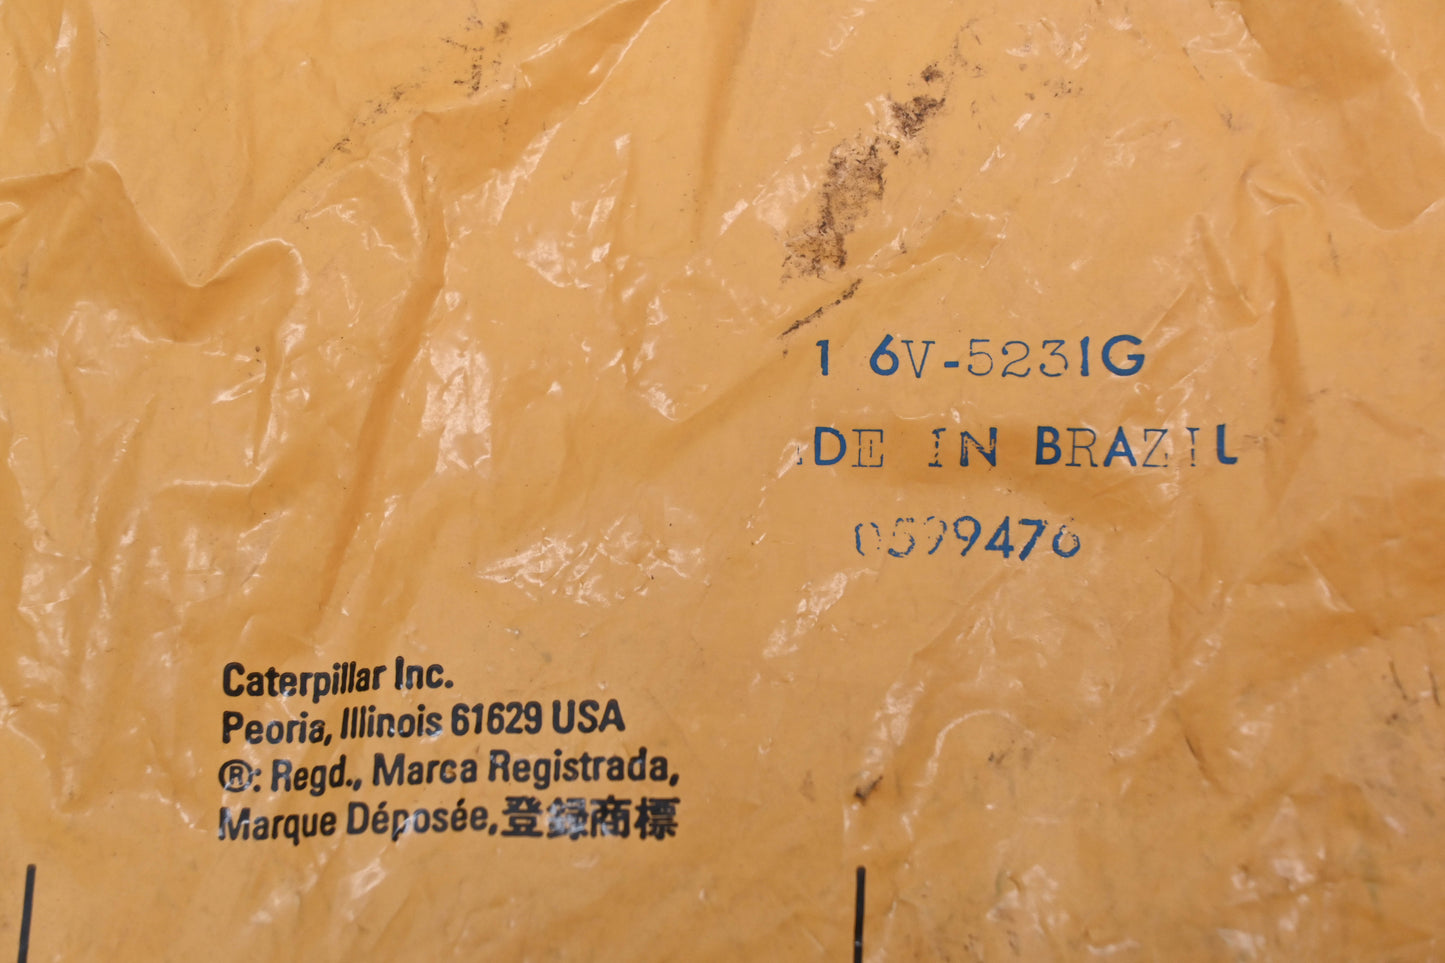 1 6V-5231G
DE IN BRAZIL
0599476
Caterpillar Inc.
Peoria, Illinois 61629 USA
®: Regd., Marca Registrada,
Marque Déposée,登録商標